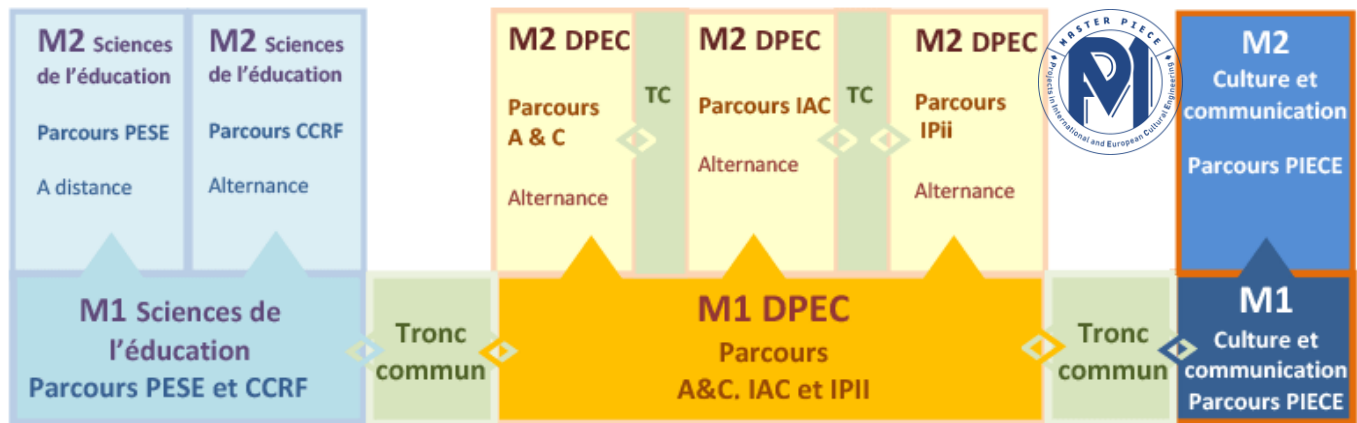 M2 Sciences
de l’éducation
Parcours PESE
A distance
M2 Sciences
de l’éducation
Parcours CCRF
Alternance
M2 DPEC
Parcours
A & C
Alternance
TC
M2 DPEC
Parcours IAC
Alternance
TC
M2 DPEC
Parcours
IPii
Alternance
MASTER PIECE
Projects in International and European Cultural Engineering
M2
Culture et
communication
Parcours PIECE
M1 Sciences de
l’éducation
Parcours PESE et CCRF
Tronc
commun
M1 DPEC
Parcours
A&C. IAC et IPII
Tronc
commun
M1
Culture et
communication
Parcours PIECE